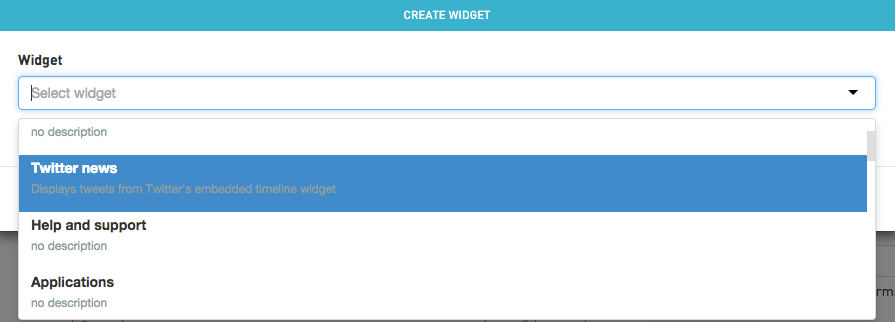 CREATE WIDGET
Widget
Select widget
no description
Twitter news
Displays tweets from Twitter's embedded timeline widget
Help and support
no description
Applications
no description
rms